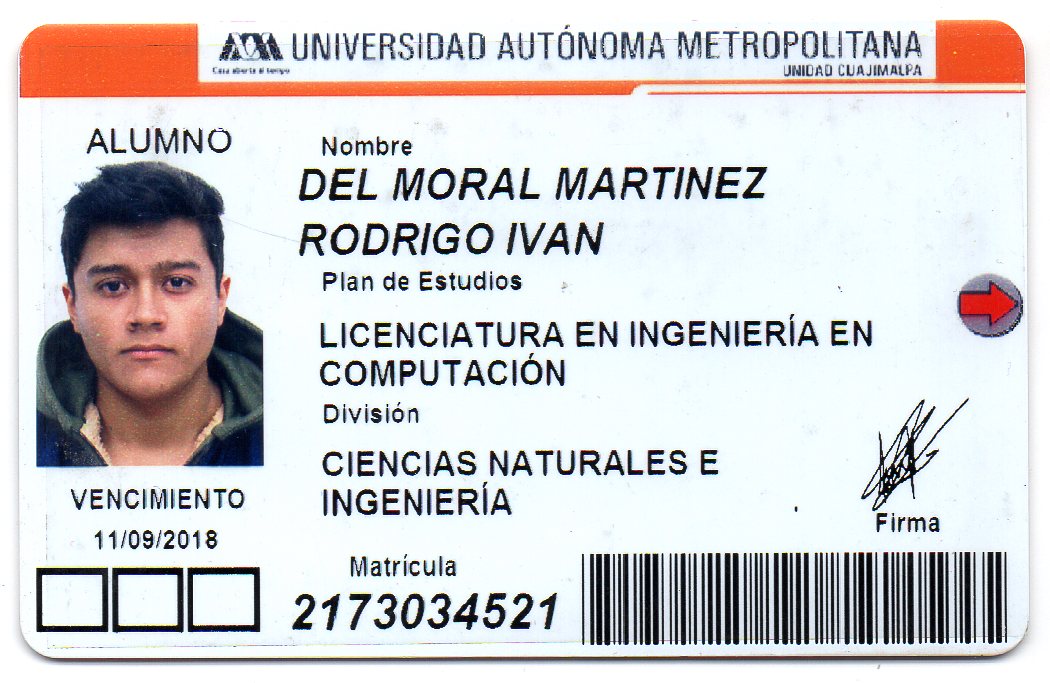 UNIVERSIDAD AUTÓNOMA METROPOLITANA
Casa abierta al tiempo
UNIDAD CUAJIMALPA
ALUMNO
Nombre
DEL MORAL MARTINEZ
RODRIGO IVAN
Plan de Estudios
LICENCIATURA EN INGENIERÍA EN
COMPUTACIÓN
División
CIENCIAS NATURALES E
INGENIERÍA
VENCIMIENTO
11/09/2018
Firma
Matrícula
2173034521